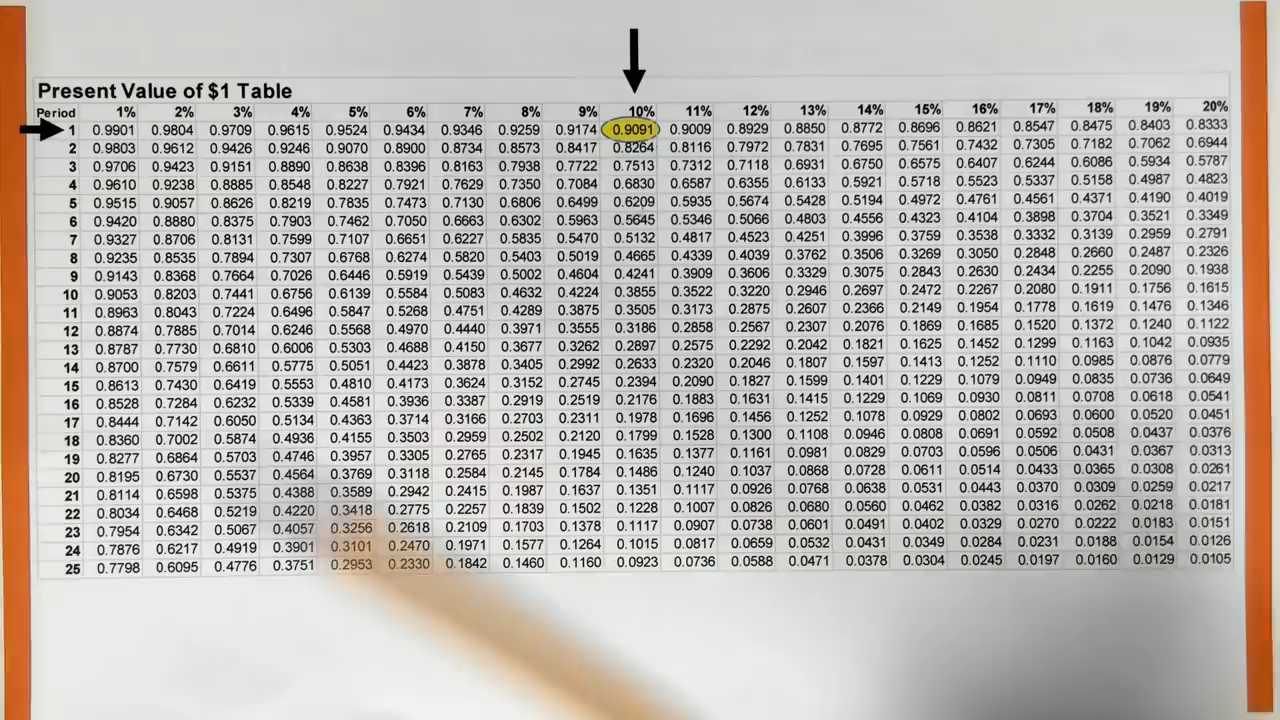 Present Value of $1 Table
Period 1% 2% 3% 4% 5% 6% 7% 8% 9% 10% 11% 12% 13% 14% 15% 16% 17% 18% 19% 20%
1 0.9901 0.9804 0.9709 0.9615 0.9524 0.9434 0.9346 0.9259 0.9174 0.9091 0.9009 0.8929 0.8850 0.8772 0.8696 0.8621 0.8547 0.8475 0.8403 0.8333
2 0.9803 0.9612 0.9426 0.9246 0.9070 0.8900 0.8734 0.8573 0.8417 0.8264 0.8116 0.7972 0.7831 0.7695 0.7561 0.7432 0.7305 0.7182 0.7062 0.6944
3 0.9706 0.9423 0.9151 0.8890 0.8638 0.8396 0.8163 0.7938 0.7722 0.7513 0.7312 0.7118 0.6931 0.6750 0.6575 0.6407 0.6244 0.6086 0.5934 0.5787
4 0.9610 0.9238 0.8885 0.8548 0.8227 0.7921 0.7629 0.7350 0.7084 0.6830 0.6587 0.6355 0.6133 0.5921 0.5718 0.5523 0.5337 0.5158 0.4987 0.4823
5 0.9515 0.9057 0.8626 0.8219 0.7835 0.7473 0.7130 0.6806 0.6499 0.6209 0.5935 0.5674 0.5428 0.5194 0.4972 0.4761 0.4561 0.4371 0.4190 0.4019
6 0.9420 0.8880 0.8375 0.7903 0.7462 0.7050 0.6663 0.6302 0.5963 0.5645 0.5346 0.5066 0.4803 0.4556 0.4323 0.4104 0.3898 0.3704 0.3521 0.3349
7 0.9327 0.8706 0.8131 0.7599 0.7107 0.6651 0.6227 0.5835 0.5470 0.5132 0.4817 0.4523 0.4251 0.3996 0.3759 0.3538 0.3332 0.3139 0.2959 0.2791
8 0.9235 0.8535 0.7894 0.7307 0.6768 0.6274 0.5820 0.5403 0.5019 0.4665 0.4339 0.4039 0.3762 0.3506 0.3269 0.3050 0.2848 0.2660 0.2487 0.2326
9 0.9143 0.8368 0.7664 0.7026 0.6446 0.5919 0.5439 0.5002 0.4604 0.4241 0.3909 0.3606 0.3329 0.3075 0.2843 0.2630 0.2434 0.2255 0.2090 0.1938
10 0.9053 0.8203 0.7441 0.6756 0.6139 0.5584 0.5083 0.4632 0.4224 0.3855 0.3522 0.3220 0.2946 0.2697 0.2472 0.2267 0.2080 0.1911 0.1756 0.1615
11 0.8963 0.8043 0.7224 0.6496 0.5847 0.5268 0.4751 0.4289 0.3875 0.3505 0.3173 0.2875 0.2607 0.2366 0.2149 0.1954 0.1778 0.1619 0.1476 0.1346
12 0.8874 0.7885 0.7014 0.6246 0.5568 0.4970 0.4440 0.3971 0.3555 0.3186 0.2858 0.2567 0.2307 0.2076 0.1869 0.1685 0.1520 0.1372 0.1240 0.1122
13 0.8787 0.7730 0.6810 0.6006 0.5303 0.4688 0.4150 0.3677 0.3262 0.2897 0.2575 0.2292 0.2042 0.1821 0.1625 0.1452 0.1299 0.1163 0.1042 0.0935
14 0.8700 0.7579 0.6611 0.5775 0.5051 0.4423 0.3878 0.3405 0.2992 0.2633 0.2320 0.2046 0.1807 0.1597 0.1413 0.1252 0.1110 0.0985 0.0876 0.0779
15 0.8613 0.7430 0.6419 0.5553 0.4810 0.4173 0.3624 0.3152 0.2745 0.2394 0.2090 0.1827 0.1599 0.1401 0.1229 0.1079 0.0949 0.0835 0.0736 0.0649
16 0.8528 0.7284 0.6232 0.5339 0.4581 0.3936 0.3387 0.2919 0.2519 0.2176 0.1883 0.1631 0.1415 0.1229 0.1069 0.0930 0.0811 0.0708 0.0618 0.0541
17 0.8444 0.7142 0.6050 0.5134 0.4363 0.3714 0.3166 0.2703 0.2311 0.1978 0.1696 0.1456 0.1252 0.1078 0.0929 0.0802 0.0693 0.0600 0.0520 0.0451
18 0.8360 0.7002 0.5874 0.4936 0.4155 0.3503 0.2959 0.2502 0.2120 0.1799 0.1528 0.1300 0.1108 0.0946 0.0808 0.0691 0.0592 0.0508 0.0437 0.0376
19 0.8277 0.6864 0.5703 0.4746 0.3957 0.3305 0.2765 0.2317 0.1945 0.1635 0.1377 0.1161 0.0981 0.0829 0.0703 0.0596 0.0506 0.0431 0.0367 0.0313
20 0.8195 0.6730 0.5537 0.4564 0.3769 0.3118 0.2584 0.2145 0.1784 0.1486 0.1240 0.1037 0.0868 0.0728 0.0611 0.0514 0.0433 0.0365 0.0308 0.0261
21 0.8114 0.6598 0.5375 0.4388 0.3589 0.2942 0.2415 0.1987 0.1637 0.1351 0.1117 0.0926 0.0768 0.0638 0.0531 0.0443 0.0370 0.0309 0.0259 0.0217
22 0.8034 0.6468 0.5219 0.4220 0.3418 0.2775 0.2257 0.1839 0.1502 0.1228 0.1007 0.0826 0.0680 0.0560 0.0462 0.0382 0.0316 0.0262 0.0218 0.0181
23 0.7954 0.6342 0.5067 0.4057 0.3256 0.2618 0.2109 0.1703 0.1378 0.1117 0.0907 0.0738 0.0601 0.0491 0.0402 0.0329 0.0270 0.0222 0.0183 0.0151
24 0.7876 0.6217 0.4919 0.3901 0.3101 0.2470 0.1971 0.1577 0.1264 0.1015 0.0817 0.0659 0.0532 0.0431 0.0349 0.0284 0.0231 0.0188 0.0154 0.0126
25 0.7798 0.6095 0.4776 0.3751 0.2953 0.2330 0.1842 0.1460 0.1160 0.0923 0.0736 0.0588 0.0471 0.0378 0.0304 0.0245 0.0197 0.0160 0.0129 0.0105